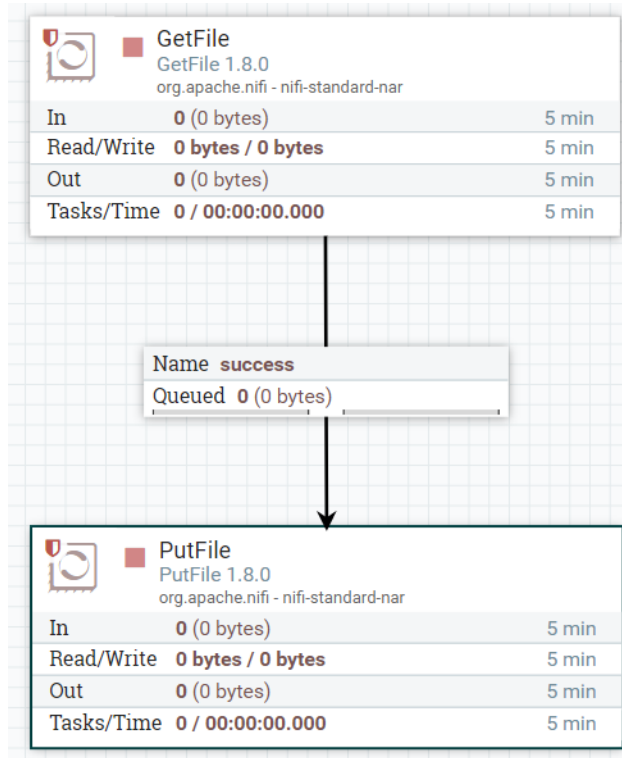 GetFile
GetFile 1.8.0
org.apache.nifi - nifi-standard-nar
In 0 (0 bytes) 5 min
Read/Write 0 bytes / 0 bytes 5 min
Out 0 (0 bytes) 5 min
Tasks/Time 0 / 00:00:00.000 5 min
Name success
Queued 0 (0 bytes)
PutFile
PutFile 1.8.0
org.apache.nifi - nifi-standard-nar
In 0 (0 bytes) 5 min
Read/Write 0 bytes / 0 bytes 5 min
Out 0 (0 bytes) 5 min
Tasks/Time 0 / 00:00:00.000 5 min